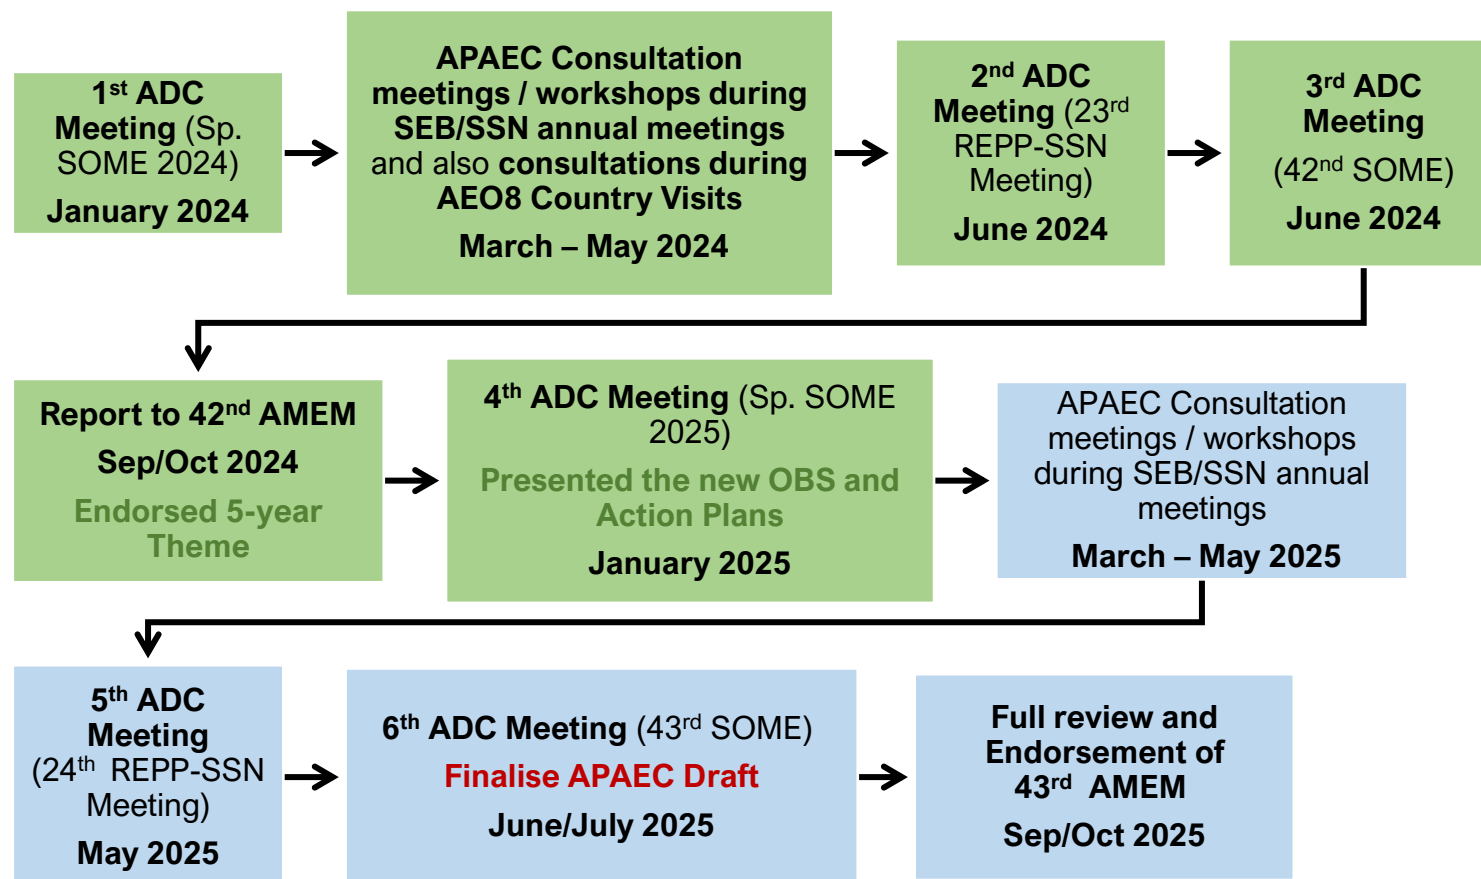 1st ADC
Meeting (Sp.
SOME 2024)
January 2024
APAEC Consultation
meetings / workshops during
SEB/SSN annual meetings
and also consultations during
AEO8 Country Visits
March – May 2024
2nd ADC
Meeting (23rd
REPP-SSN
Meeting)
June 2024
3rd ADC
Meeting
(42nd SOME)
June 2024
Report to 42nd AMEM
Sep/Oct 2024
Endorsed 5-year
Theme
4th ADC Meeting (Sp. SOME
2025)
Presented the new OBS and
Action Plans
January 2025
APAEC Consultation
meetings / workshops
during SEB/SSN annual
meetings
March – May 2025
5th ADC
Meeting
(24th REPP-SSN
Meeting)
May 2025
6th ADC Meeting (43rd SOME)
Finalise APAEC Draft
June/July 2025
Full review and
Endorsement of
43rd AMEM
Sep/Oct 2025